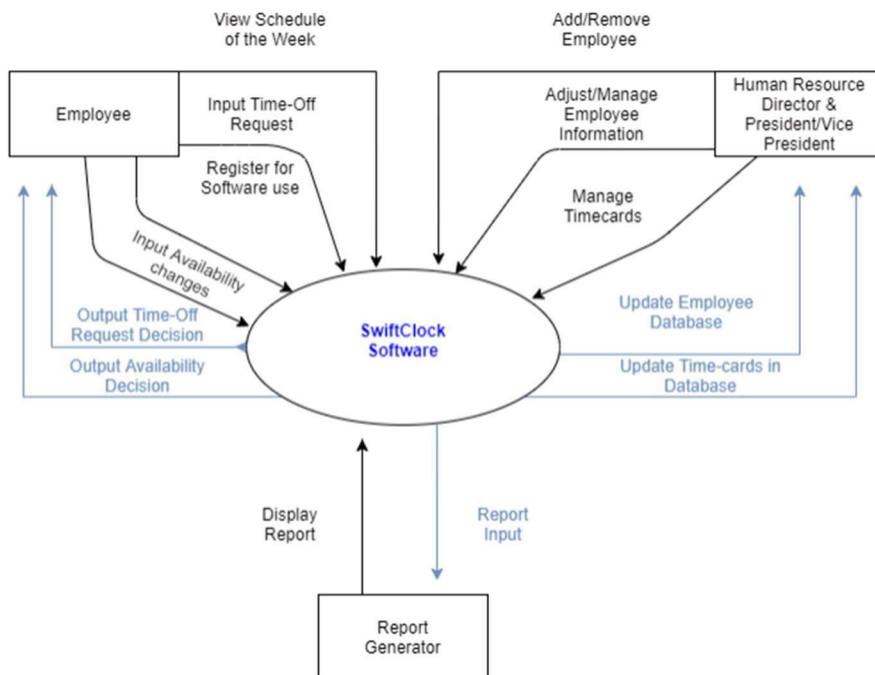 View Schedule
of the Week
Add/Remove
Employee
Employee
Input Time-Off
Request
Adjust/Manage
Employee
Information
Human Resource
Director &
President/Vice
President
Register for
Software use
Manage
Timecards
Input Availability
changes
Output Time-Off
Request Decision
SwiftClock
Software
Update Employee
Database
Output Availability
Decision
Update Time-cards in
Database
Display
Report
Report
Input
Report
Generator